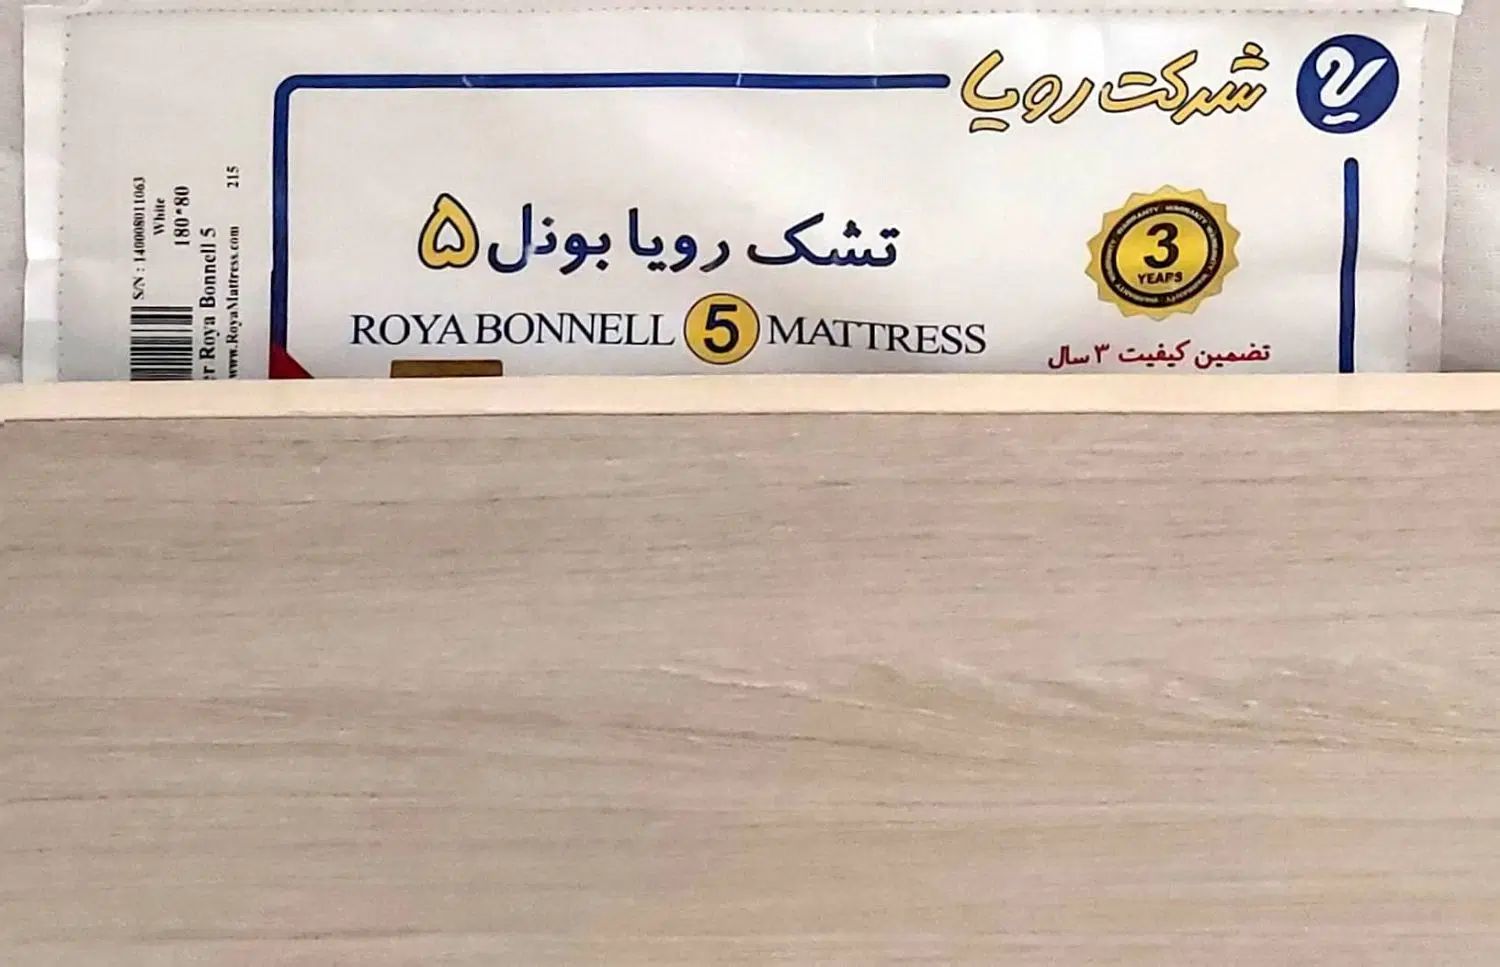 شرکت رویا
تشک رویا بونل ۵
ROYA BONNELL 5 MATTRESS
3
YEARS
تضمین کیفیت ۳ سال
S/N : 140008011063
White
180*80
Roya Bonnell 5
www.RoyaMattress.com
215